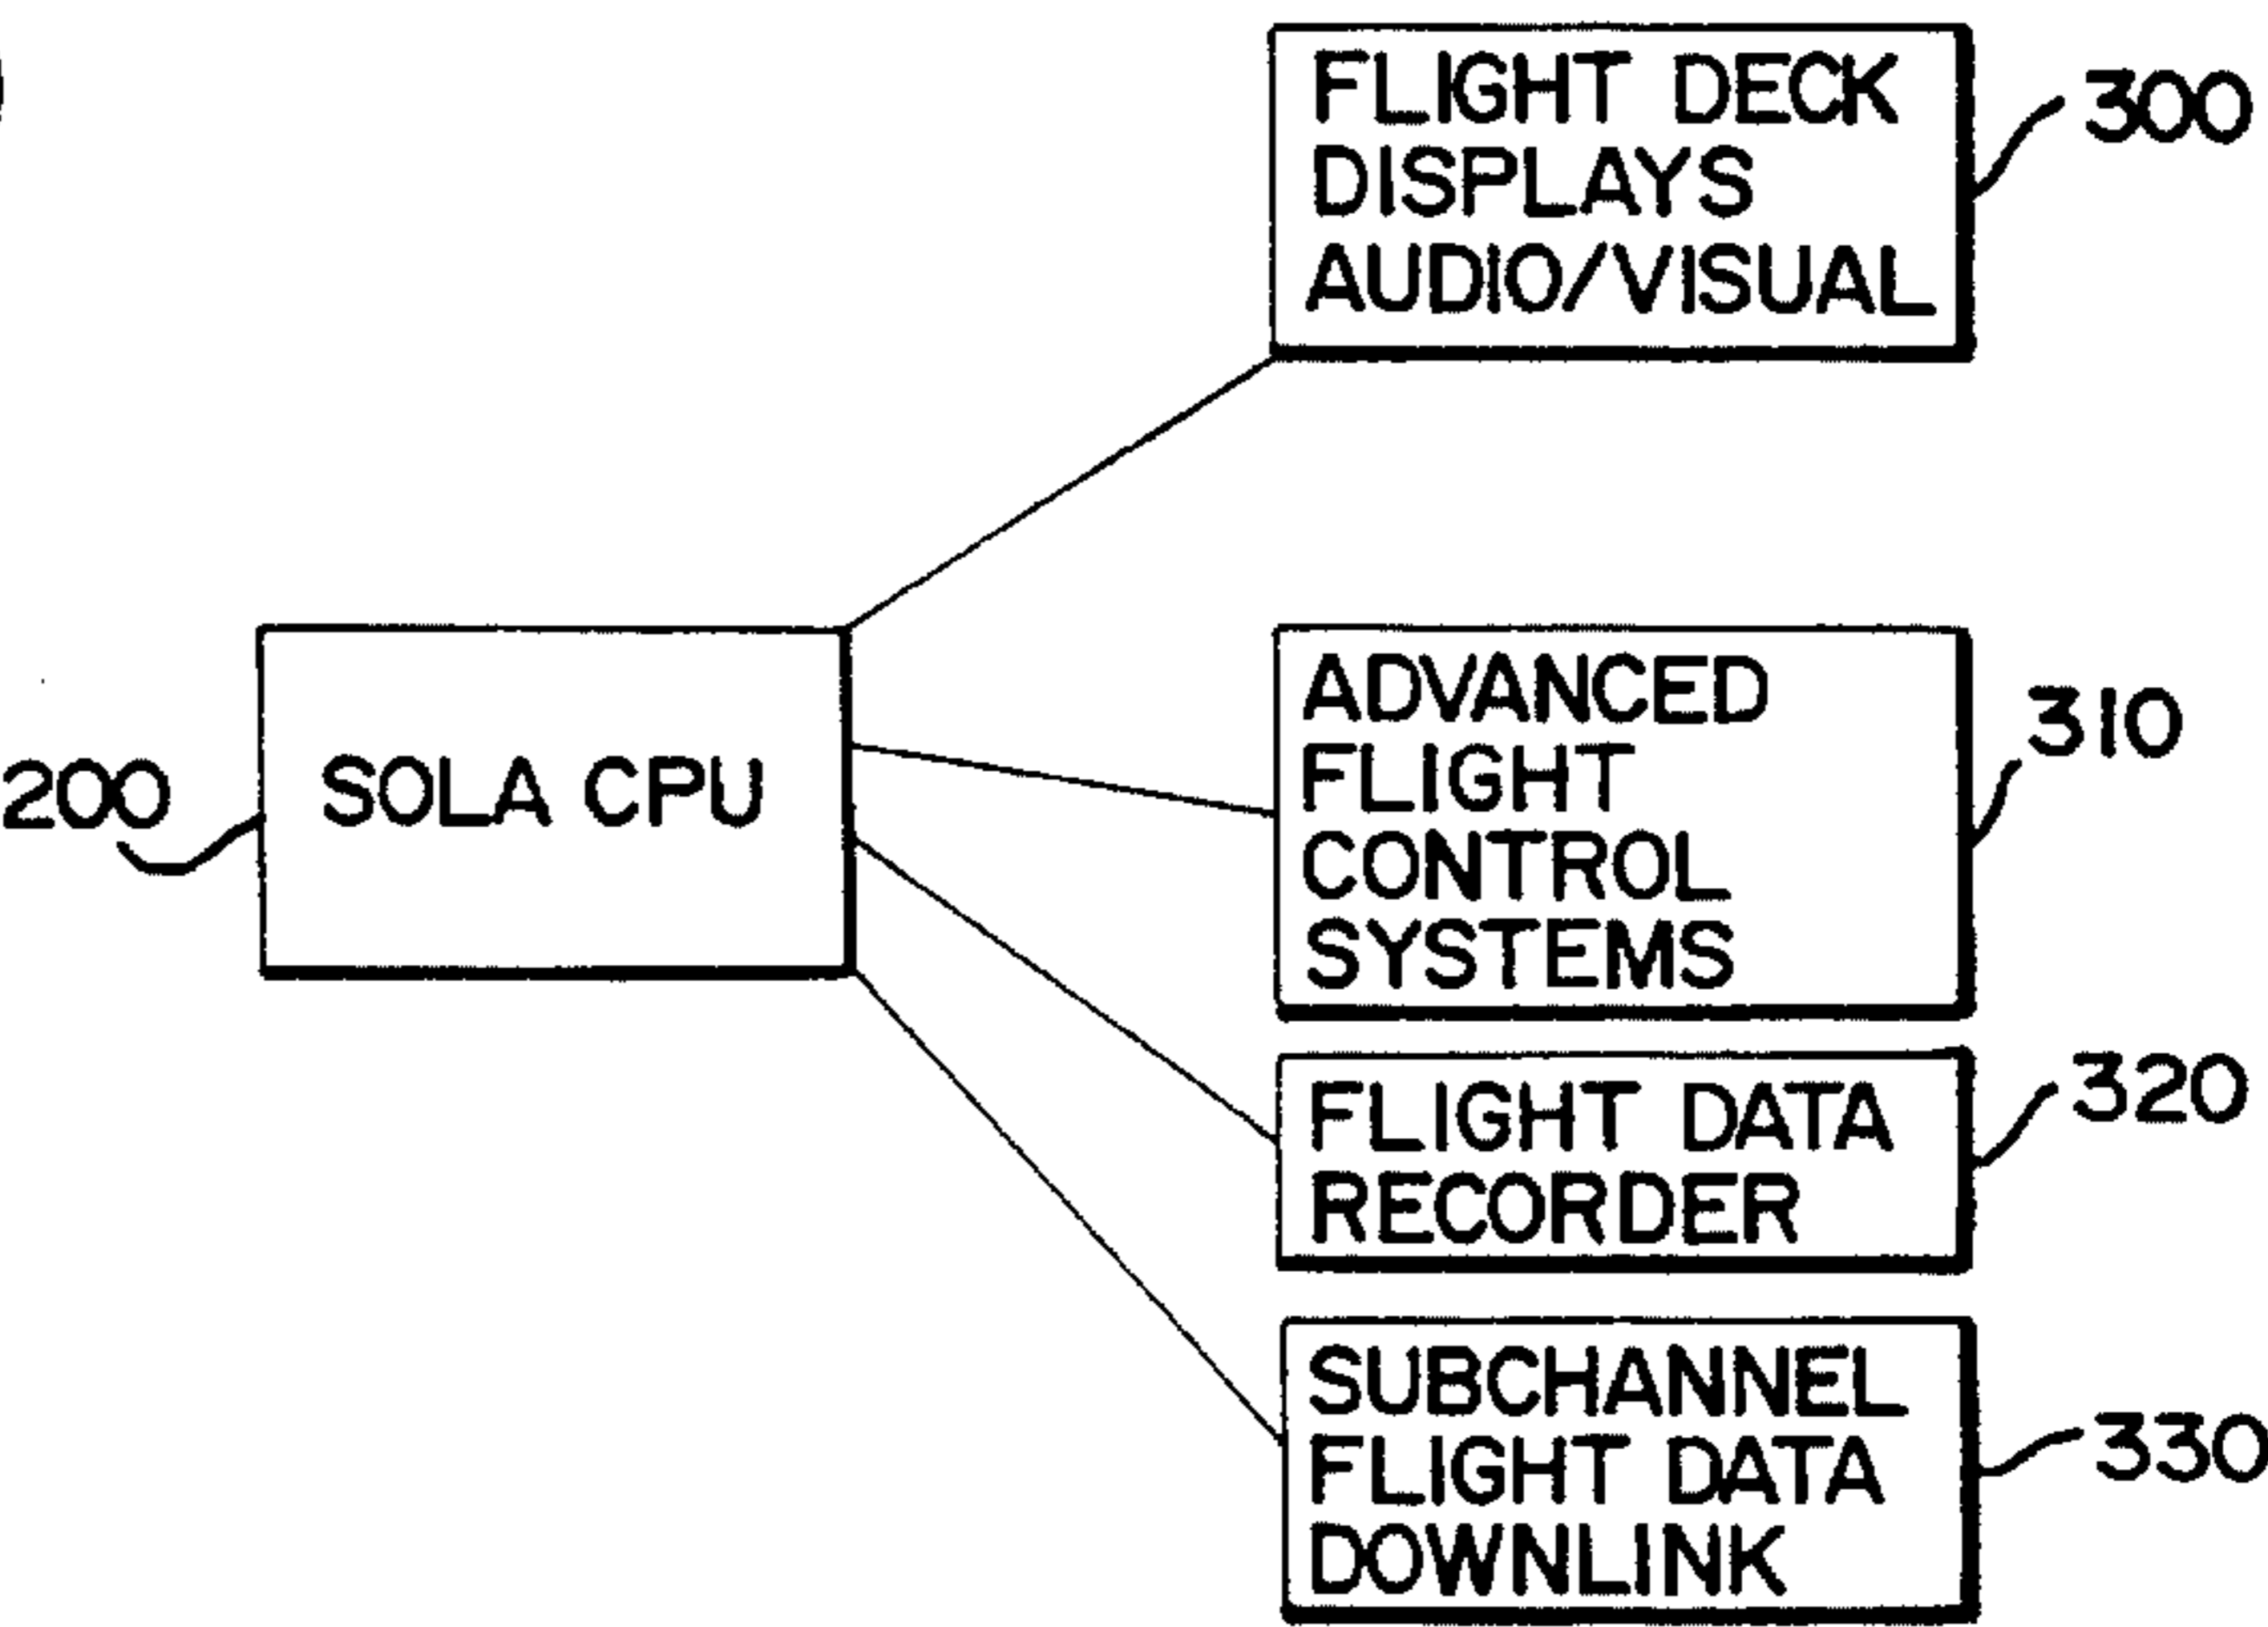 FLIGHT DECK
DISPLAYS
AUDIO/VISUAL
300
200
SOLA CPU
ADVANCED
FLIGHT
CONTROL
SYSTEMS
310
FLIGHT DATA
RECORDER
320
SUBCHANNEL
FLIGHT DATA
DOWNLINK
330